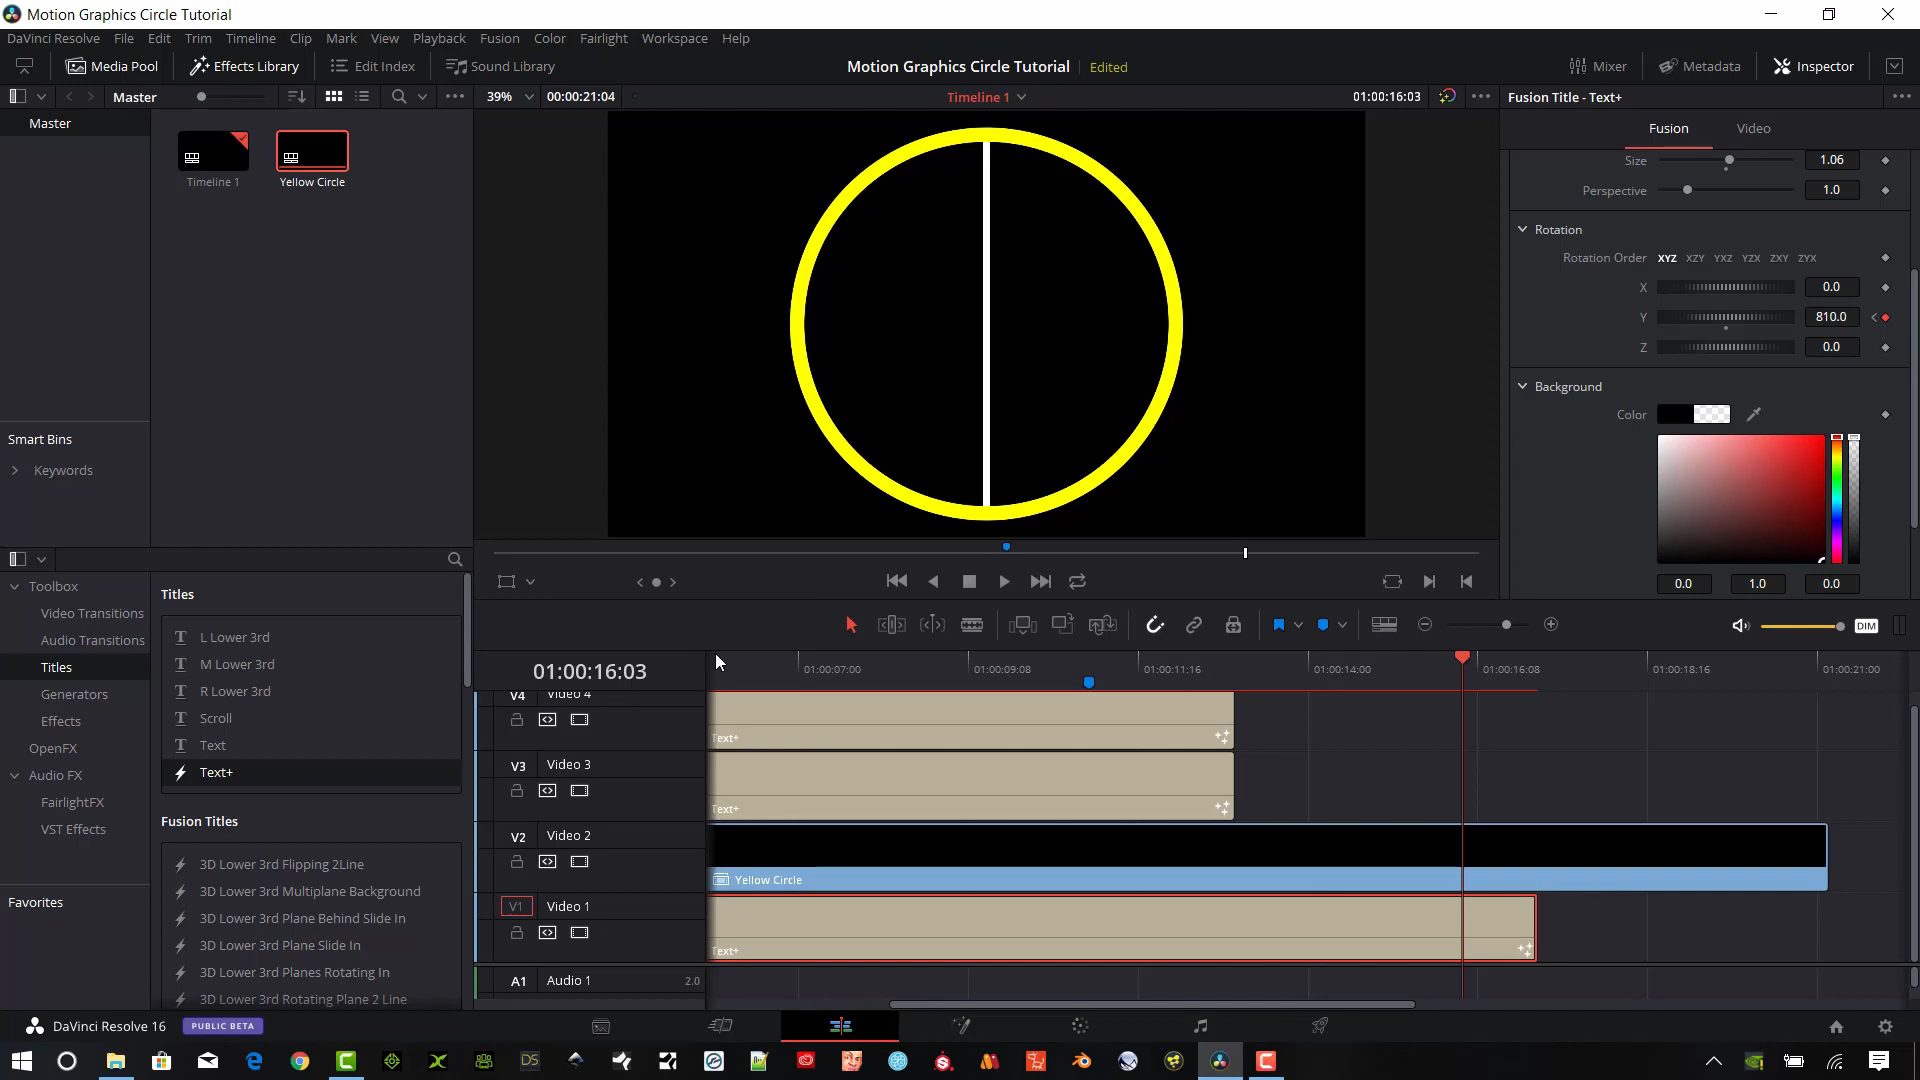 Motion Graphics Circle Tutorial
DaVinci Resolve File Edit Trim Timeline Clip Mark View Playback Fusion Color Fairlight Workspace Help
Media Pool Effects Library Edit Index Sound Library Motion Graphics Circle Tutorial Edited Mixer Metadata Inspector
Master 39% 00:00:21:04 Timeline 1 01:00:16:03 Fusion Title - Text+
Master
Timeline 1 Yellow Circle
Fusion Video
Size 1.06
Perspective 1.0
Rotation
Rotation Order XYZ XZY YXZ YZX ZXY ZYX
X 0.0
Y 810.0
Z 0.0
Background
Color
0.0 1.0 0.0
Smart Bins
Keywords
Toolbox
Video Transitions
Audio Transitions
Titles
Generators
Effects
OpenFX
Audio FX
FairlightFX
VST Effects
Favorites
Titles
L Lower 3rd
M Lower 3rd
R Lower 3rd
Scroll
Text
Text+
Fusion Titles
3D Lower 3rd Flipping 2Line
3D Lower 3rd Multiplane Background
3D Lower 3rd Plane Behind Slide In
3D Lower 3rd Plane Slide In
3D Lower 3rd Planes Rotating In
3D Lower 3rd Rotating Plane 2 Line
DIM
01:00:16:03 01:00:07:00 01:00:09:08 01:00:11:16 01:00:14:00 01:00:16:08 01:00:18:16 01:00:21:00
V4 Video 4
Text+
V3 Video 3
Text+
V2 Video 2
Yellow Circle
V1 Video 1
Text+
A1 Audio 1 2.0
DaVinci Resolve 16 PUBLIC BETA
DS